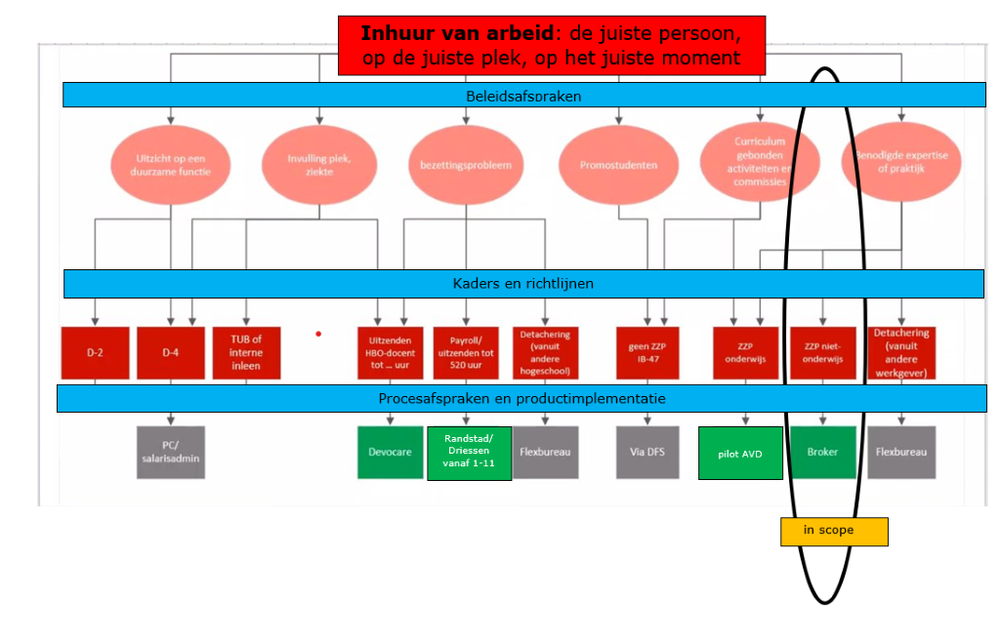 Inhuur van arbeid: de juiste persoon,
op de juiste plek, op het juiste moment
Beleidsafspraken
Uitzicht op een
duurzame functie
Invulling plek,
ziekte
bezettingsprobleem
Promostudenten
Curriculum
gebonden
activiteiten en
commissies
Benodigde expertise
of praktijk
Kaders en richtlijnen
D-2
D-4
TUB of
interne
inleen
Uitzenden
HBO-docent
tot ... uur
Payroll/
uitzenden tot
520 uur
Detachering
(vanuit
andere
hogeschool)
geen ZZP
IB-47
ZZP
onderwijs
ZZP niet-
onderwijs
Detachering
(vanuit
andere
werkgever)
Procesafspraken en productimplementatie
PC/
salarisadmin
Devocare
Randstad/
Driessen
vanaf 1-11
Flexbureau
Via DFS
pilot AVD
Broker
Flexbureau
in scope